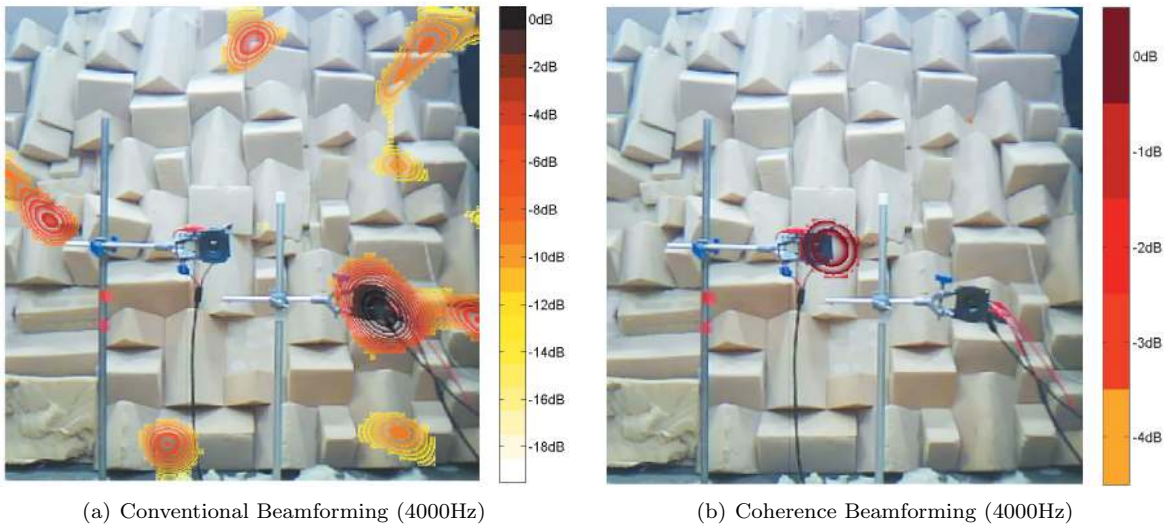 0dB
-2dB
-4dB
-6dB
-8dB
-10dB
-12dB
-14dB
-16dB
-18dB
0dB
-1dB
-2dB
-3dB
-4dB
(a) Conventional Beamforming (4000Hz)
(b) Coherence Beamforming (4000Hz)